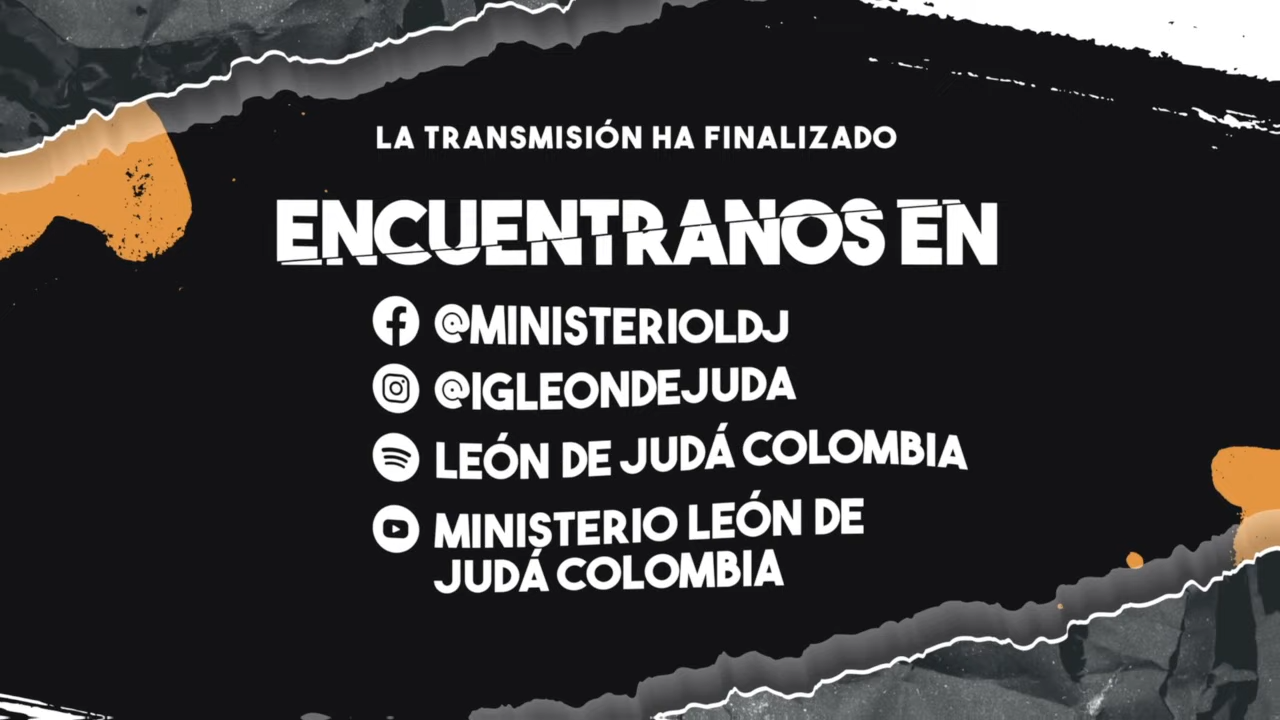 LA TRANSMISIÓN HA FINALIZADO
ENCUENTRANOS EN
@MINISTERIOLDJ
@IGLEONDEJUDA
LEÓN DE JUDÁ COLOMBIA
MINISTERIO LEÓN DE
JUDÁ COLOMBIA